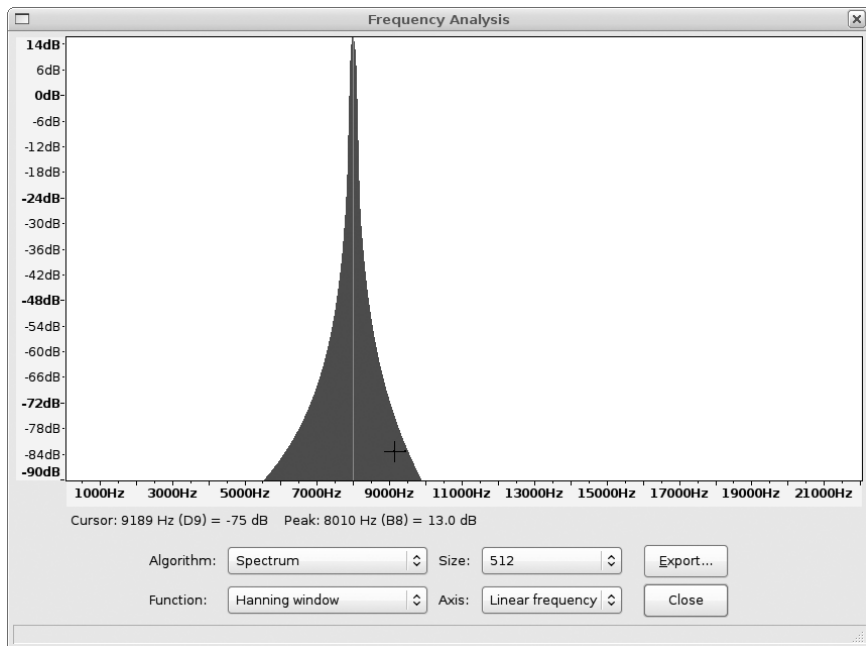 Frequency Analysis
14dB
6dB
0dB
-6dB
-12dB
-18dB
-24dB
-30dB
-36dB
-42dB
-48dB
-54dB
-60dB
-66dB
-72dB
-78dB
-84dB
-90dB
1000Hz 3000Hz 5000Hz 7000Hz 9000Hz 11000Hz 13000Hz 15000Hz 17000Hz 19000Hz 21000Hz
Cursor: 9189 Hz (D9) = -75 dB Peak: 8010 Hz (B8) = 13.0 dB
Algorithm: Spectrum Size: 512 Export...
Function: Hanning window Axis: Linear frequency Close